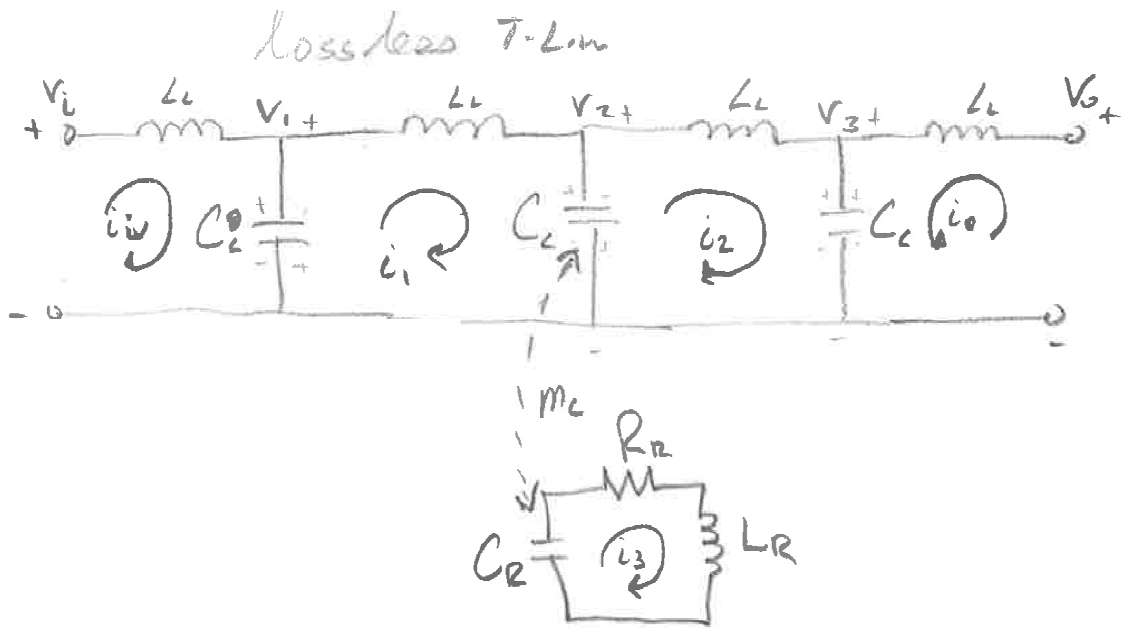 lossless T-Line
Vi LL V1 + LL V2 + LL V3 + LL Vo +
+
iin CL i1 CL i2 CL io
-
- - -
mL
RR
CR i3 LR